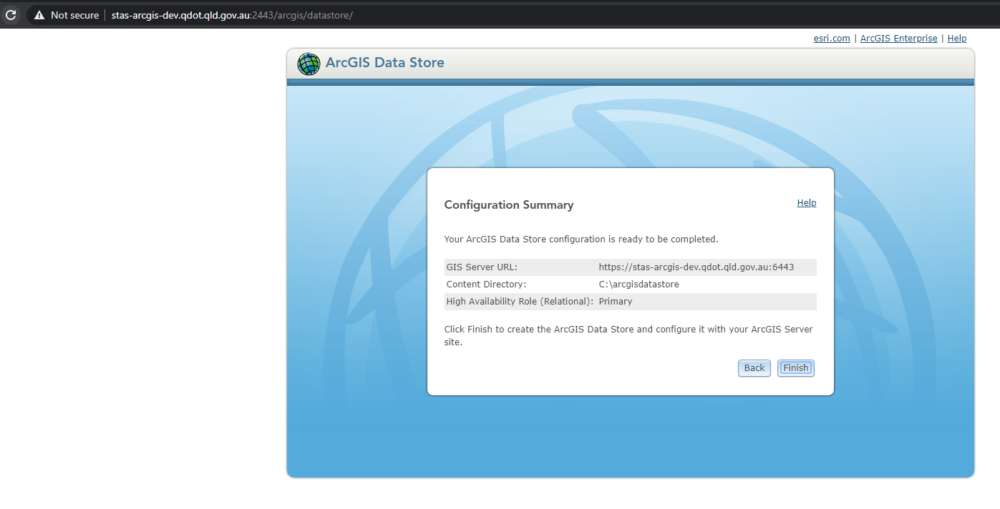 Not secure stas-arcgis-dev.qdot.qld.gov.au:2443/arcgis/datastore/
esri.com | ArcGIS Enterprise | Help
ArcGIS Data Store
Configuration Summary Help
Your ArcGIS Data Store configuration is ready to be completed.
GIS Server URL: https://stas-arcgis-dev.qdot.qld.gov.au:6443
Content Directory: C:\arcgisdatastore
High Availability Role (Relational): Primary
Click Finish to create the ArcGIS Data Store and configure it with your ArcGIS Server
site.
Back Finish